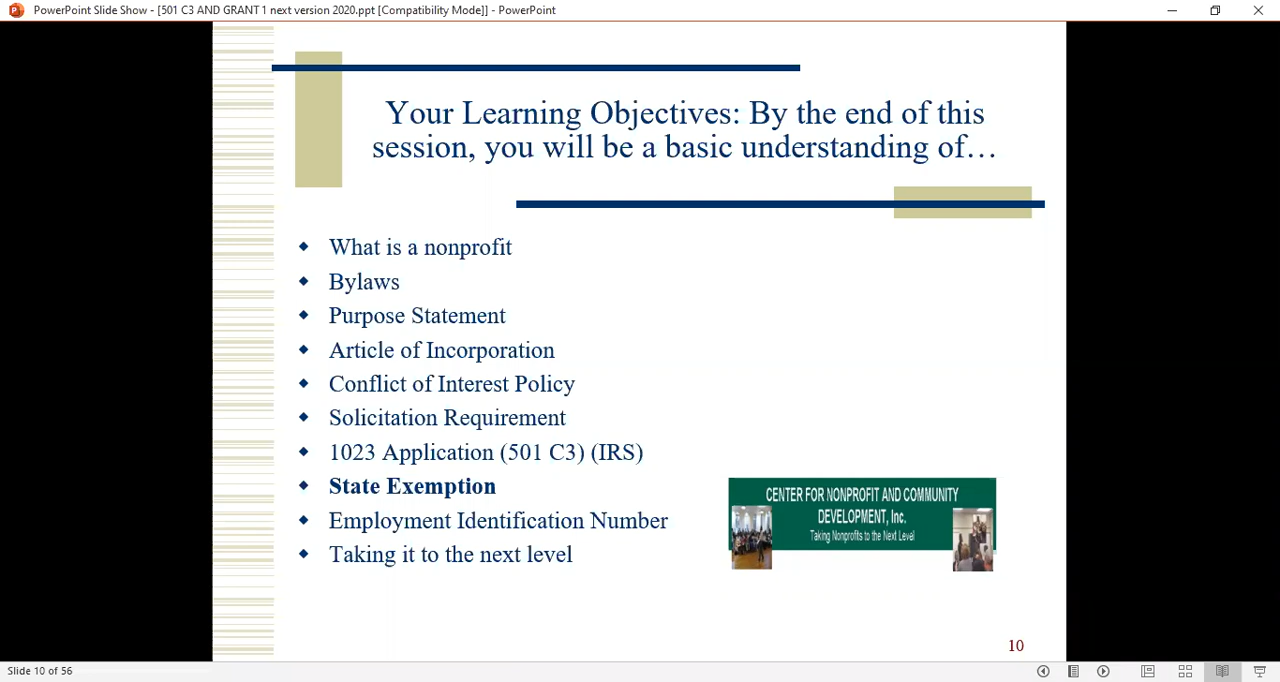 PowerPoint Slide Show - [501 C3 AND GRANT 1 next version 2020.ppt [Compatibility Mode]] - PowerPoint
Your Learning Objectives: By the end of this
session, you will be a basic understanding of…
What is a nonprofit
Bylaws
Purpose Statement
Article of Incorporation
Conflict of Interest Policy
Solicitation Requirement
1023 Application (501 C3) (IRS)
State Exemption
Employment Identification Number
Taking it to the next level
CENTER FOR NONPROFIT AND COMMUNITY
DEVELOPMENT, Inc.
Taking Nonprofits to the Next Level
10
Slide 10 of 56